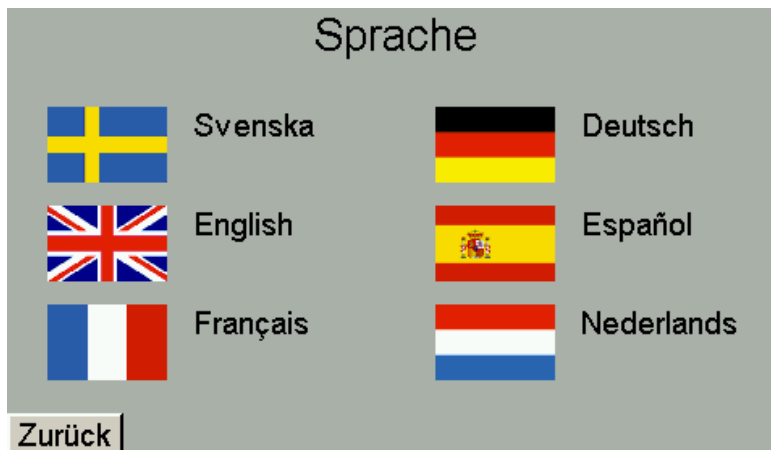 Sprache
Svenska
Deutsch
English
Español
Français
Nederlands
Zurück